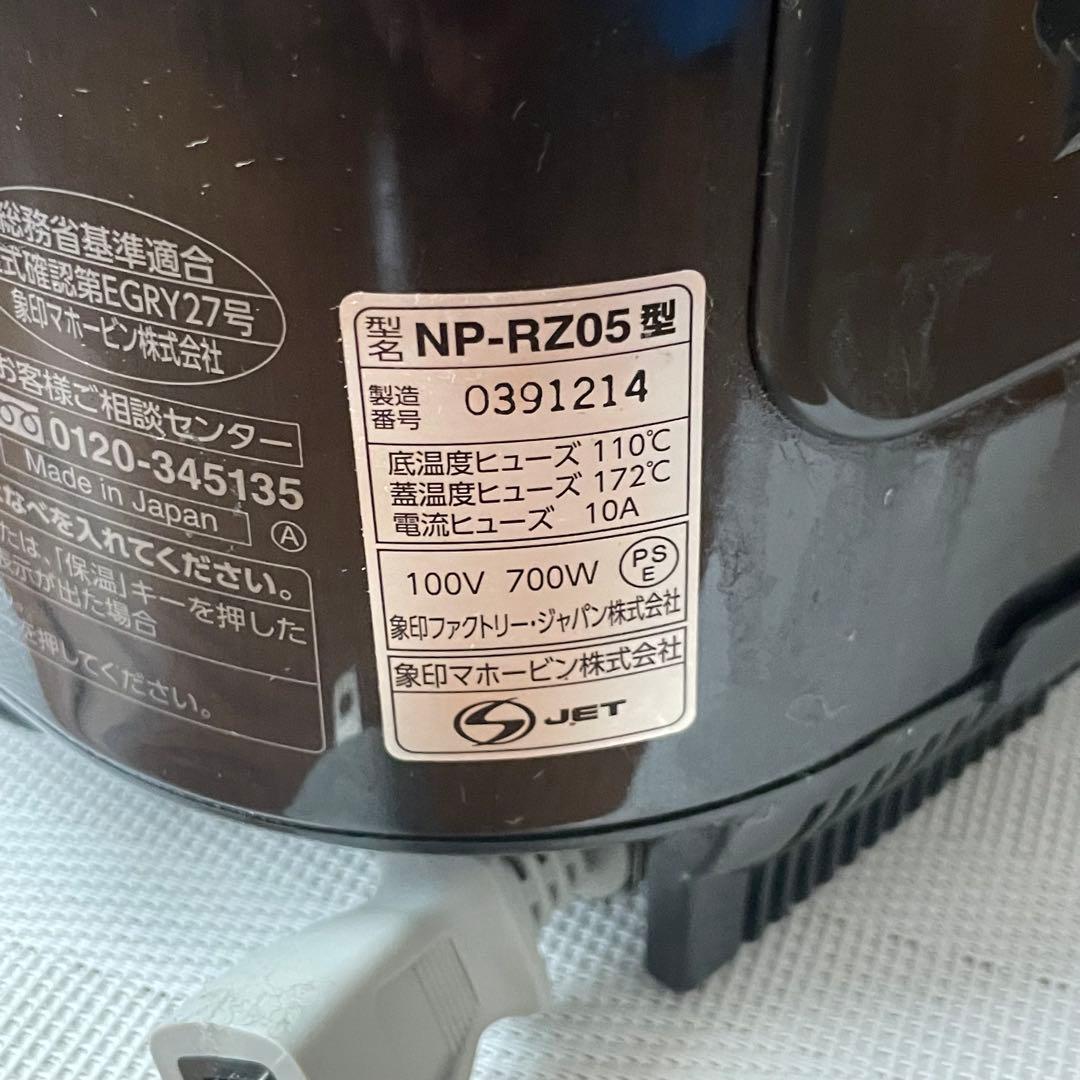 総務省基準適合
式確認第EGRY27号
象印マホービン株式会社
お客様ご相談センター
0120-345135
Made in Japan
A
なべを入れてください。
たは、「保温」キーを押した
表示が出た場合
を押してください。
型名 NP-RZ05型
製造番号 0391214
底温度ヒューズ 110℃
蓋温度ヒューズ 172℃
電流ヒューズ 10A
100V 700W PSE
象印ファクトリー・ジャパン株式会社
象印マホービン株式会社
JET